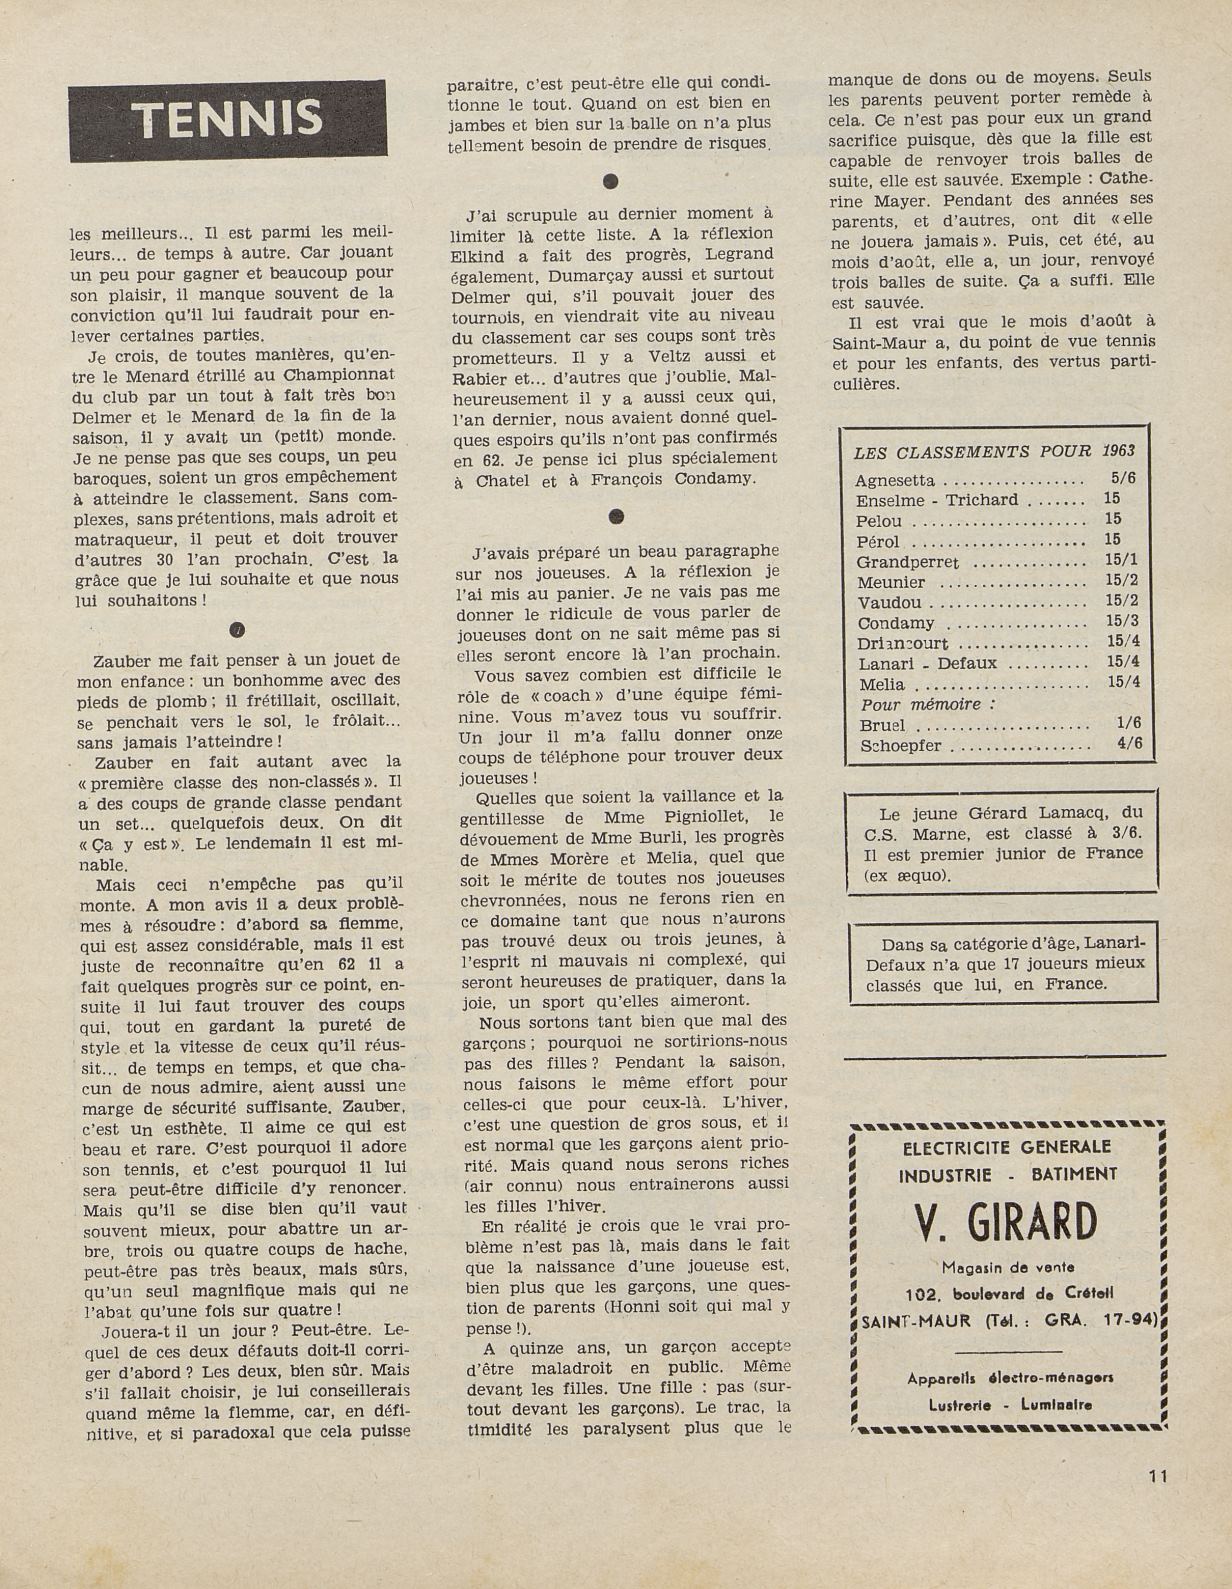 TENNIS
les meilleurs... Il est parmi les meil-
leurs... de temps à autre. Car jouant
un peu pour gagner et beaucoup pour
son plaisir, il manque souvent de la
conviction qu'il lui faudrait pour en-
lever certaines parties.
Je crois, de toutes manières, qu'en-
tre le Menard étrillé au Championnat
du club par un tout à fait très bon
Delmer et le Menard de la fin de la
saison, il y avait un (petit) monde.
Je ne pense pas que ses coups, un peu
baroques, soient un gros empêchement
à atteindre le classement. Sans com-
plexes, sans prétentions, mais adroit et
matraqueur, il peut et doit trouver
d'autres 30 l'an prochain. C'est la
grâce que je lui souhaite et que nous
lui souhaitons !
●
Zauber me fait penser à un jouet de
mon enfance : un bonhomme avec des
pieds de plomb ; il frétillait, oscillait,
se penchait vers le sol, le frôlait...
sans jamais l'atteindre !
Zauber en fait autant avec la
« première classe des non-classés ». Il
a des coups de grande classe pendant
un set... quelquefois deux. On dit
« Ça y est ». Le lendemain il est mi-
nable.
Mais ceci n'empêche pas qu'il
monte. A mon avis il a deux problè-
mes à résoudre : d'abord sa flemme,
qui est assez considérable, mais il est
juste de reconnaître qu'en 62 il a
fait quelques progrès sur ce point, en-
suite il lui faut trouver des coups
qui, tout en gardant la pureté de
style et la vitesse de ceux qu'il réus-
sit... de temps en temps, et que cha-
cun de nous admire, aient aussi une
marge de sécurité suffisante. Zauber,
c'est un esthète. Il aime ce qui est
beau et rare. C'est pourquoi il adore
son tennis, et c'est pourquoi il lui
sera peut-être difficile d'y renoncer.
Mais qu'il se dise bien qu'il vaut
souvent mieux, pour abattre un ar-
bre, trois ou quatre coups de hache,
peut-être pas très beaux, mais sûrs,
qu'un seul magnifique mais qui ne
l'abat qu'une fois sur quatre !
Jouera-t il un jour ? Peut-être. Le-
quel de ces deux défauts doit-il corri-
ger d'abord ? Les deux, bien sûr. Mais
s'il fallait choisir, je lui conseillerais
quand même la flemme, car, en défi-
nitive, et si paradoxal que cela puisse
paraitre, c'est peut-être elle qui condi-
tionne le tout. Quand on est bien en
jambes et bien sur la balle on n'a plus
tellement besoin de prendre de risques.
●
J'ai scrupule au dernier moment à
limiter là cette liste. A la réflexion
Elkind a fait des progrès, Legrand
également, Dumarçay aussi et surtout
Delmer qui, s'il pouvait jouer des
tournois, en viendrait vite au niveau
du classement car ses coups sont très
prometteurs. Il y a Veltz aussi et
Rabier et... d'autres que j'oublie. Mal-
heureusement il y a aussi ceux qui,
l'an dernier, nous avaient donné quel-
ques espoirs qu'ils n'ont pas confirmés
en 62. Je pense ici plus spécialement
à Chatel et à François Condamy.
●
J'avais préparé un beau paragraphe
sur nos joueuses. A la réflexion je
l'ai mis au panier. Je ne vais pas me
donner le ridicule de vous parler de
joueuses dont on ne sait même pas si
elles seront encore là l'an prochain.
Vous savez combien est difficile le
rôle de « coach » d'une équipe fémi-
nine. Vous m'avez tous vu souffrir.
Un jour il m'a fallu donner onze
coups de téléphone pour trouver deux
joueuses !
Quelles que soient la vaillance et la
gentillesse de Mme Pigniollet, le
dévouement de Mme Burli, les progrès
de Mmes Morère et Melia, quel que
soit le mérite de toutes nos joueuses
chevronnées, nous ne ferons rien en
ce domaine tant que nous n'aurons
pas trouvé deux ou trois jeunes, à
l'esprit ni mauvais ni complexé, qui
seront heureuses de pratiquer, dans la
joie, un sport qu'elles aimeront.
Nous sortons tant bien que mal des
garçons ; pourquoi ne sortirions-nous
pas des filles ? Pendant la saison,
nous faisons le même effort pour
celles-ci que pour ceux-là. L'hiver,
c'est une question de gros sous, et il
est normal que les garçons aient prio-
rité. Mais quand nous serons riches
(air connu) nous entrainerons aussi
les filles l'hiver.
En réalité je crois que le vrai pro-
blème n'est pas là, mais dans le fait
que la naissance d'une joueuse est,
bien plus que les garçons, une ques-
tion de parents (Honni soit qui mal y
pense !).
A quinze ans, un garçon accepte
d'être maladroit en public. Même
devant les filles. Une fille : pas (sur-
tout devant les garçons). Le trac, la
timidité les paralysent plus que le
manque de dons ou de moyens. Seuls
les parents peuvent porter remède à
cela. Ce n'est pas pour eux un grand
sacrifice puisque, dès que la fille est
capable de renvoyer trois balles de
suite, elle est sauvée. Exemple : Cathe-
rine Mayer. Pendant des années ses
parents, et d'autres, ont dit « elle
ne jouera jamais ». Puis, cet été, au
mois d'août, elle a, un jour, renvoyé
trois balles de suite. Ça a suffi. Elle
est sauvée.
Il est vrai que le mois d'août à
Saint-Maur a, du point de vue tennis
et pour les enfants, des vertus parti-
culières.
LES CLASSEMENTS POUR 1963
Agnesetta ................ 5/6
Enselme - Trichard ....... 15
Pelou ..................... 15
Pérol ..................... 15
Grandperret .............. 15/1
Meunier .................. 15/2
Vaudou ................... 15/2
Condamy ................. 15/3
Driancourt ................ 15/4
Lanari - Defaux .......... 15/4
Melia ..................... 15/4
Pour mémoire :
Bruel ..................... 1/6
Schoepfer ................. 4/6
Le jeune Gérard Lamacq, du
C.S. Marne, est classé à 3/6.
Il est premier junior de France
(ex æquo).
Dans sa catégorie d'âge, Lanari-
Defaux n'a que 17 joueurs mieux
classés que lui, en France.
ELECTRICITE GENERALE
INDUSTRIE - BATIMENT
V. GIRARD
Magasin de vente
102, boulevard de Créteil
SAINT-MAUR (Tél. : GRA. 17-94)
Appareils électro-ménagers
Lustrerie - Luminaire
11